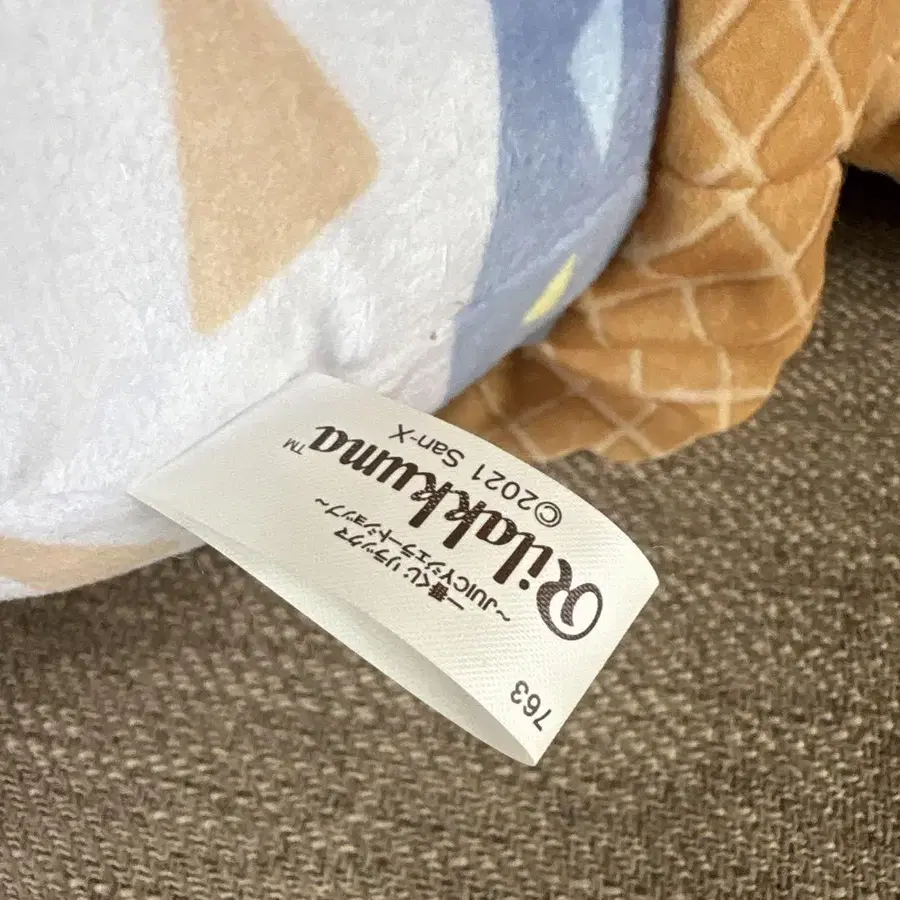 763
Rilakkuma™
©2021 San-X
一番くじ リラックマ
～JUICYジェラートショップ～